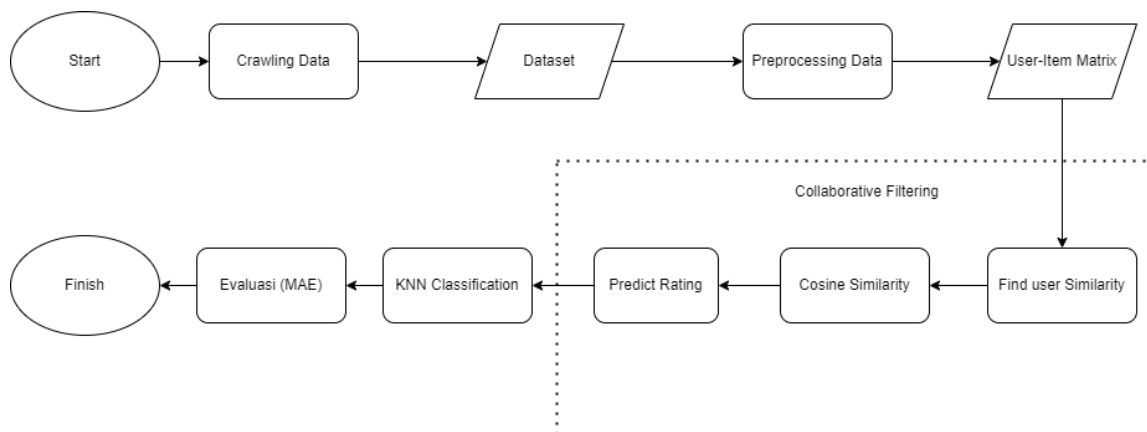 Start
Crawling Data
Dataset
Preprocessing Data
User-Item Matrix
Collaborative Filtering
Finish
Evaluasi (MAE)
KNN Classification
Predict Rating
Cosine Similarity
Find user Similarity